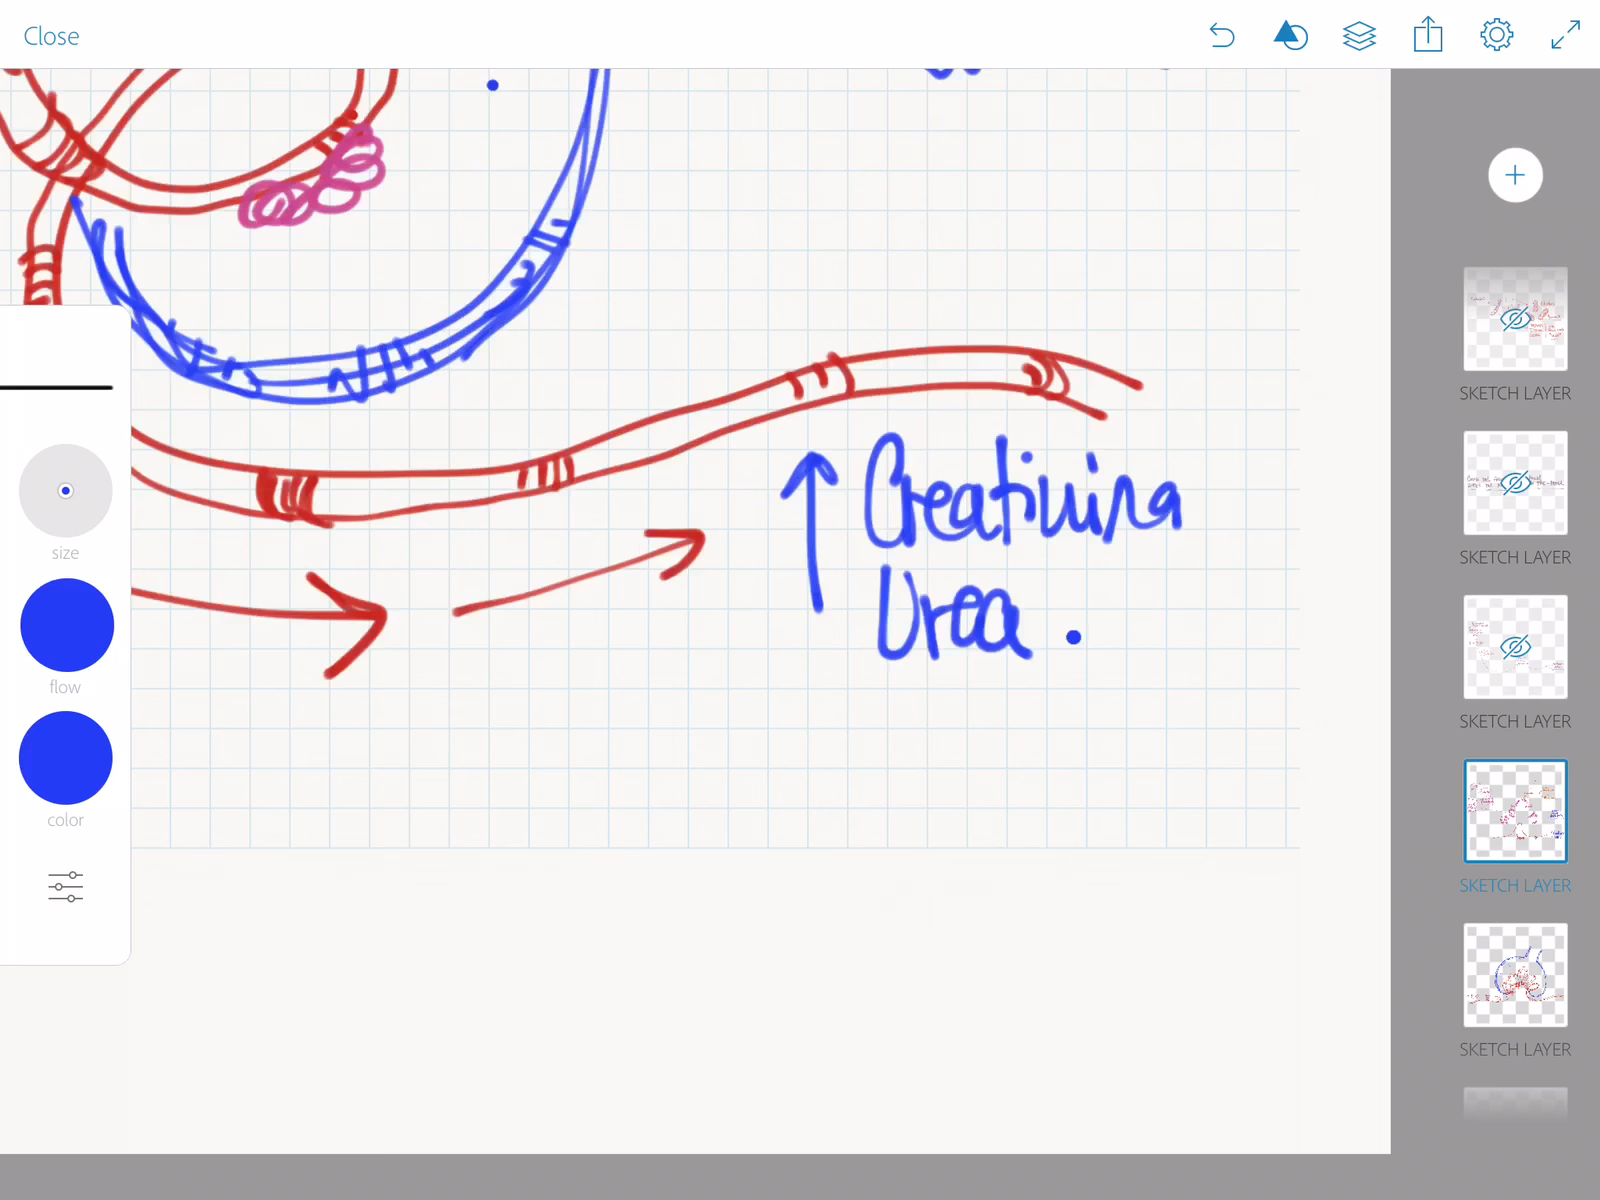 Close
size
flow
color
↑ Creatinina
Urea.
SKETCH LAYER
SKETCH LAYER
SKETCH LAYER
SKETCH LAYER
SKETCH LAYER